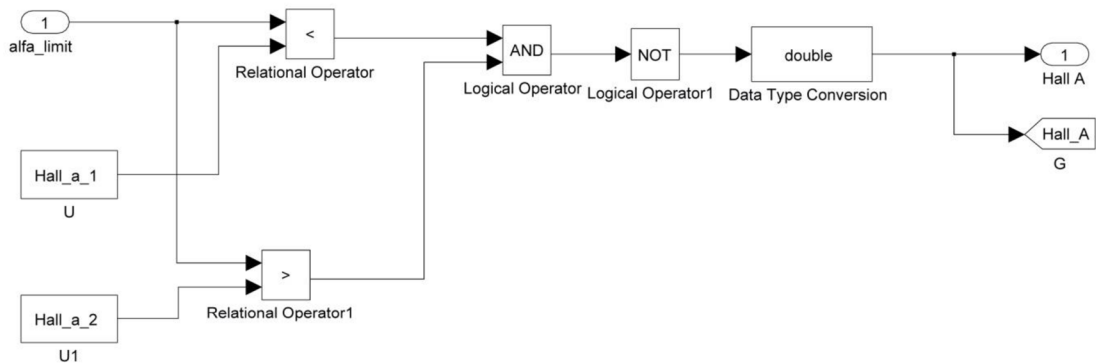 1
alfa_limit
<
Relational Operator
AND
Logical Operator
NOT
Logical Operator1
double
Data Type Conversion
1
Hall A
Hall_A
G
Hall_a_1
U
>
Relational Operator1
Hall_a_2
U1